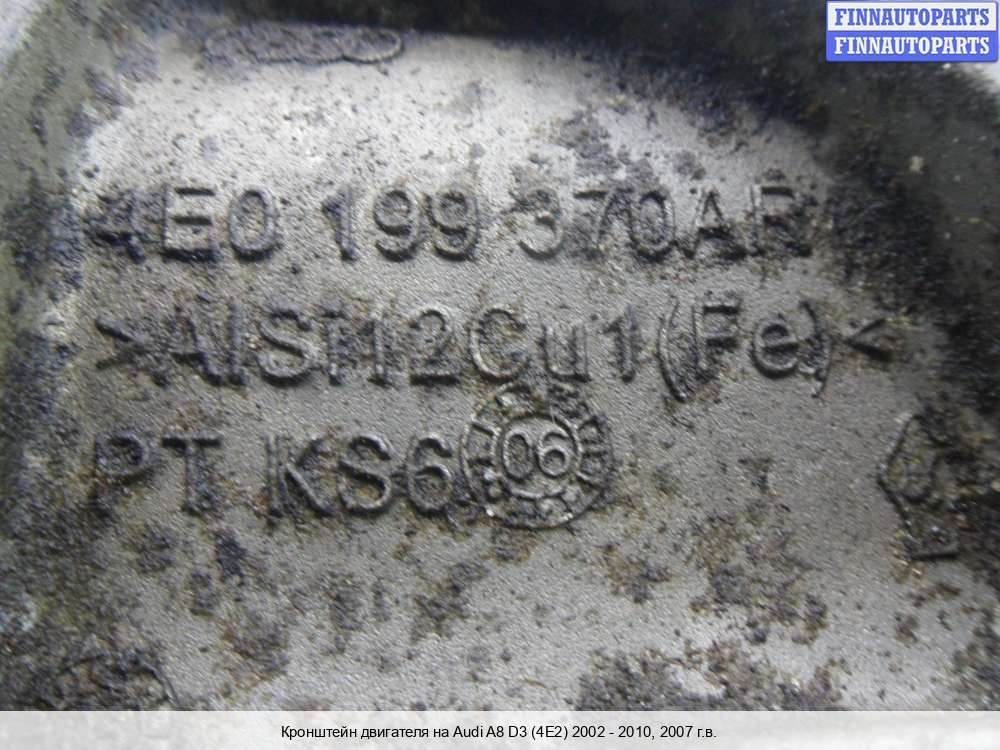 FINNAUTOPARTS
FINNAUTOPARTS
4E0 199 370AR
>AlSi12Cu1(Fe)<
PT KS6 06
Кронштейн двигателя на Audi A8 D3 (4E2) 2002 - 2010, 2007 г.в.